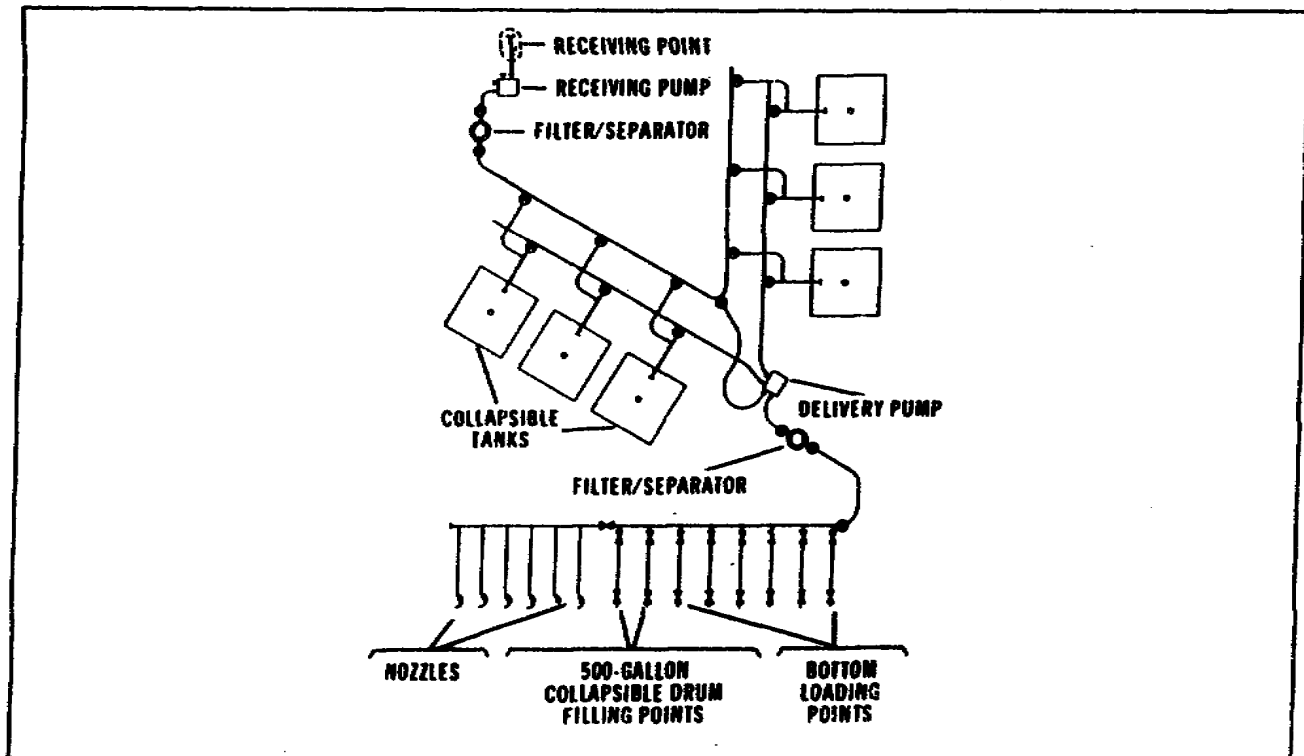 RECEIVING POINT
RECEIVING PUMP
FILTER/SEPARATOR
COLLAPSIBLE
TANKS
DELIVERY PUMP
FILTER/SEPARATOR
NOZZLES
500-GALLON
COLLAPSIBLE DRUM
FILLING POINTS
BOTTOM
LOADING
POINTS